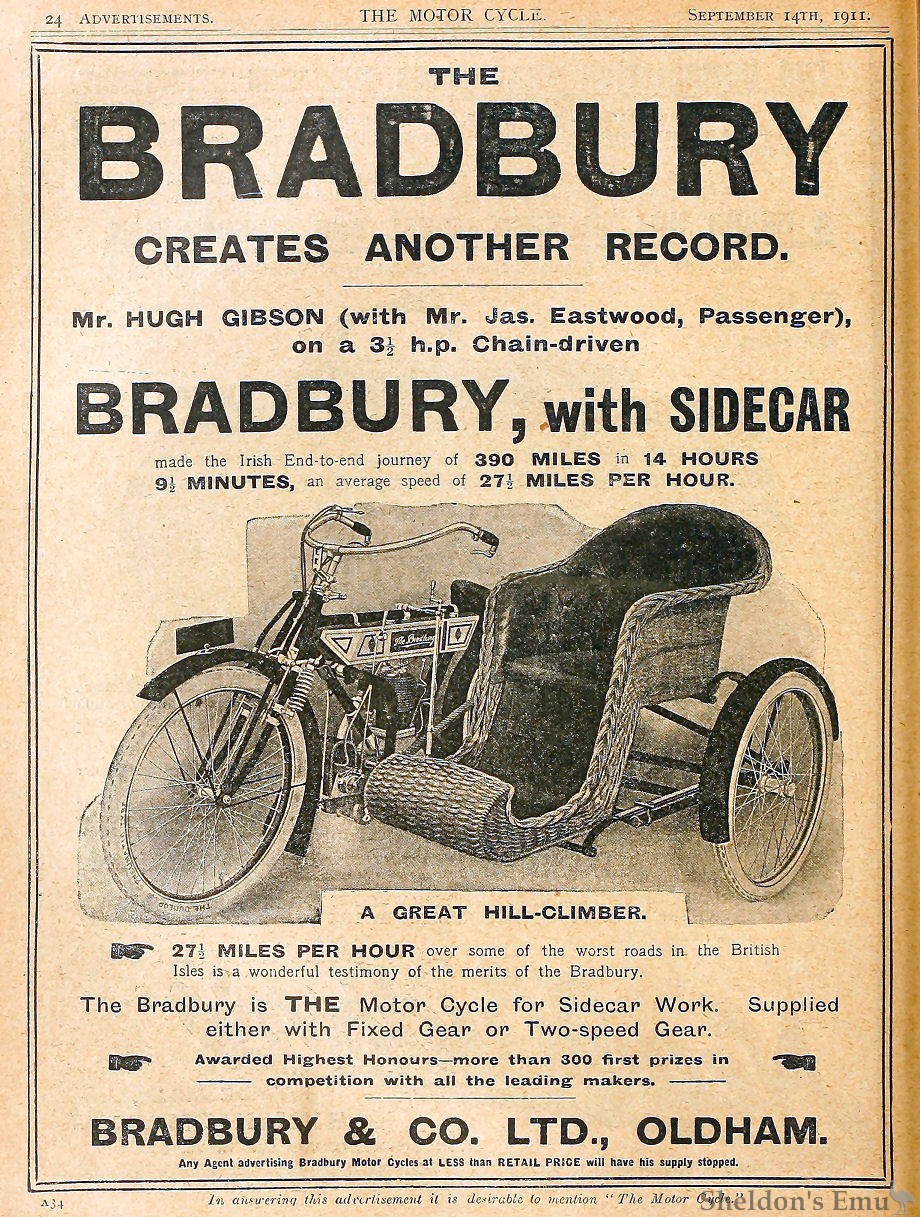 24 ADVERTISEMENTS. THE MOTOR CYCLE. SEPTEMBER 14TH, 1911.
THE
BRADBURY
CREATES ANOTHER RECORD.
Mr. HUGH GIBSON (with Mr. Jas. Eastwood, Passenger),
on a 3½ h.p. Chain-driven
BRADBURY, with SIDECAR
made the Irish End-to-end journey of 390 MILES in 14 HOURS
9½ MINUTES, an average speed of 27½ MILES PER HOUR.
The Bradbury
THE DUNLOP
A GREAT HILL-CLIMBER.
27½ MILES PER HOUR over some of the worst roads in the British
Isles is a wonderful testimony of the merits of the Bradbury.
The Bradbury is THE Motor Cycle for Sidecar Work. Supplied
either with Fixed Gear or Two-speed Gear.
Awarded Highest Honours—more than 300 first prizes in
competition with all the leading makers.
BRADBURY & CO. LTD., OLDHAM.
Any Agent advertising Bradbury Motor Cycles at LESS than RETAIL PRICE will have his supply stopped.
A34 In answering this advertisement it is desirable to mention "The Motor Cycle."
Sheldon's Emu